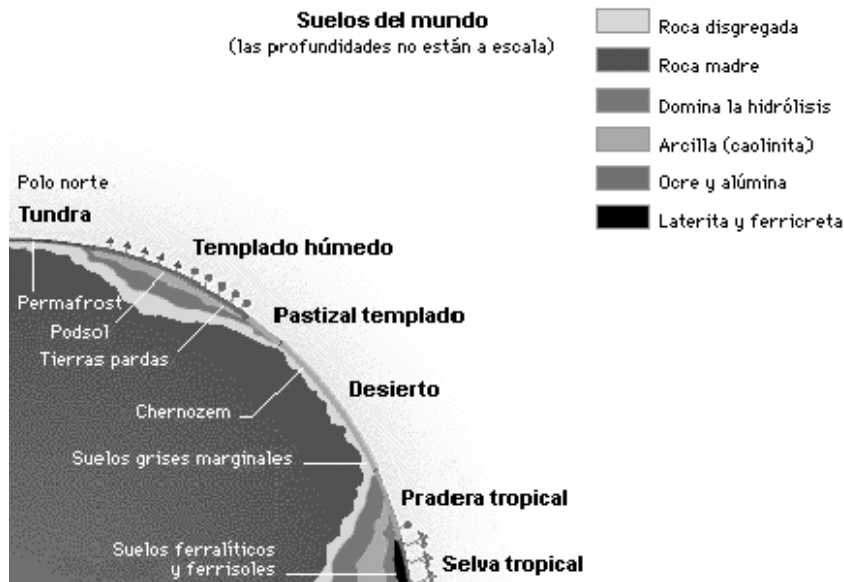 Suelos del mundo
(las profundidades no están a escala)
Roca disgregada
Roca madre
Domina la hidrólisis
Arcilla (caolinita)
Ocre y alúmina
Laterita y ferricreta
Polo norte
Tundra
Templado húmedo
Pastizal templado
Desierto
Pradera tropical
Selva tropical
Permafrost
Podsol
Tierras pardas
Chernozem
Suelos grises marginales
Suelos ferralíticos
y ferrisoles